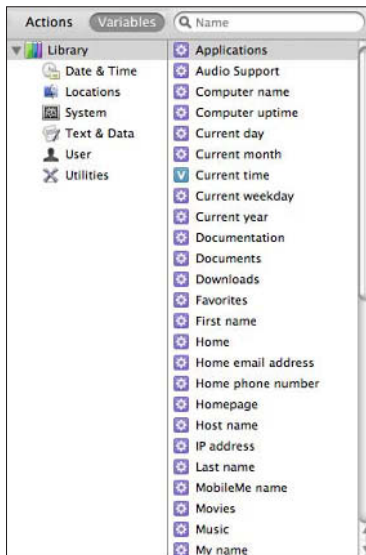 Actions Variables Name
Library
Date & Time
Locations
System
Text & Data
User
Utilities
Applications
Audio Support
Computer name
Computer uptime
Current day
Current month
V Current time
Current weekday
Current year
Documentation
Documents
Downloads
Favorites
First name
Home
Home email address
Home phone number
Homepage
Host name
IP address
Last name
MobileMe name
Movies
Music
My name